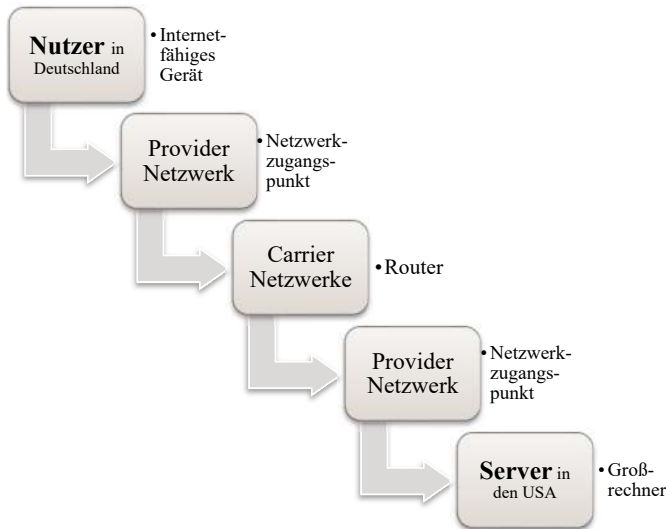 Nutzer in
Deutschland
• Internet-
fähiges
Gerät
Provider
Netzwerk
• Netzwerk-
zugangs-
punkt
Carrier
Netzwerke
• Router
Provider
Netzwerk
• Netzwerk-
zugangs-
punkt
Server in
den USA
• Groß-
rechner